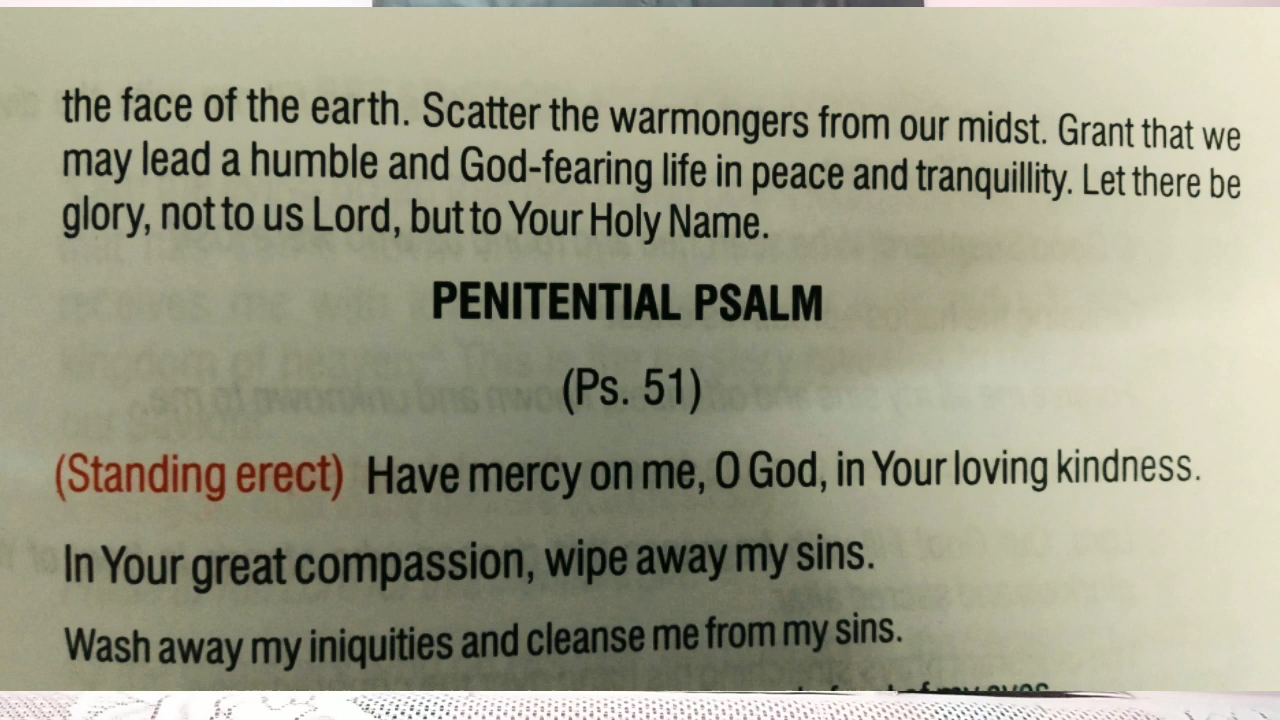 the face of the earth. Scatter the warmongers from our midst. Grant that we
may lead a humble and God-fearing life in peace and tranquillity. Let there be
glory, not to us Lord, but to Your Holy Name.
PENITENTIAL PSALM
(Ps. 51)
(Standing erect) Have mercy on me, O God, in Your loving kindness.
In Your great compassion, wipe away my sins.
Wash away my iniquities and cleanse me from my sins.
of my eyes